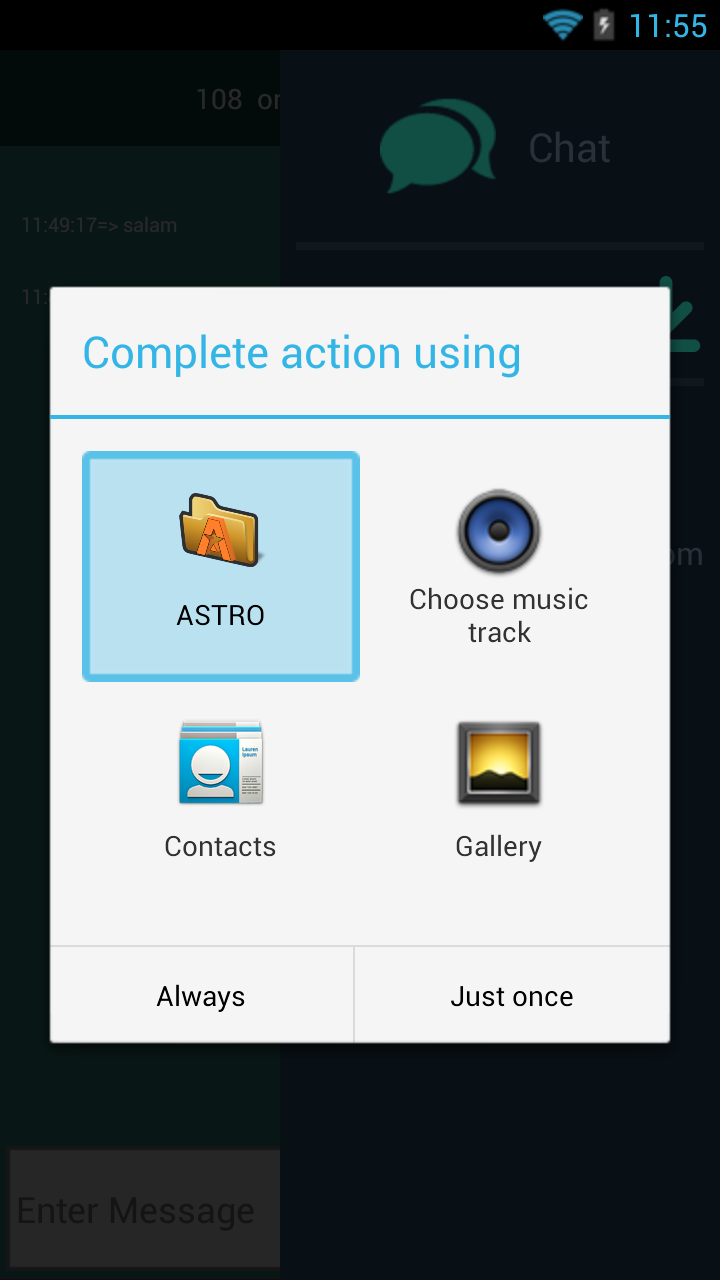 11:55
108 or
Chat
11:49:17=> salam
11:
Complete action using
om
ASTRO
Choose music
track
Contacts
Gallery
Always
Just once
Enter Message